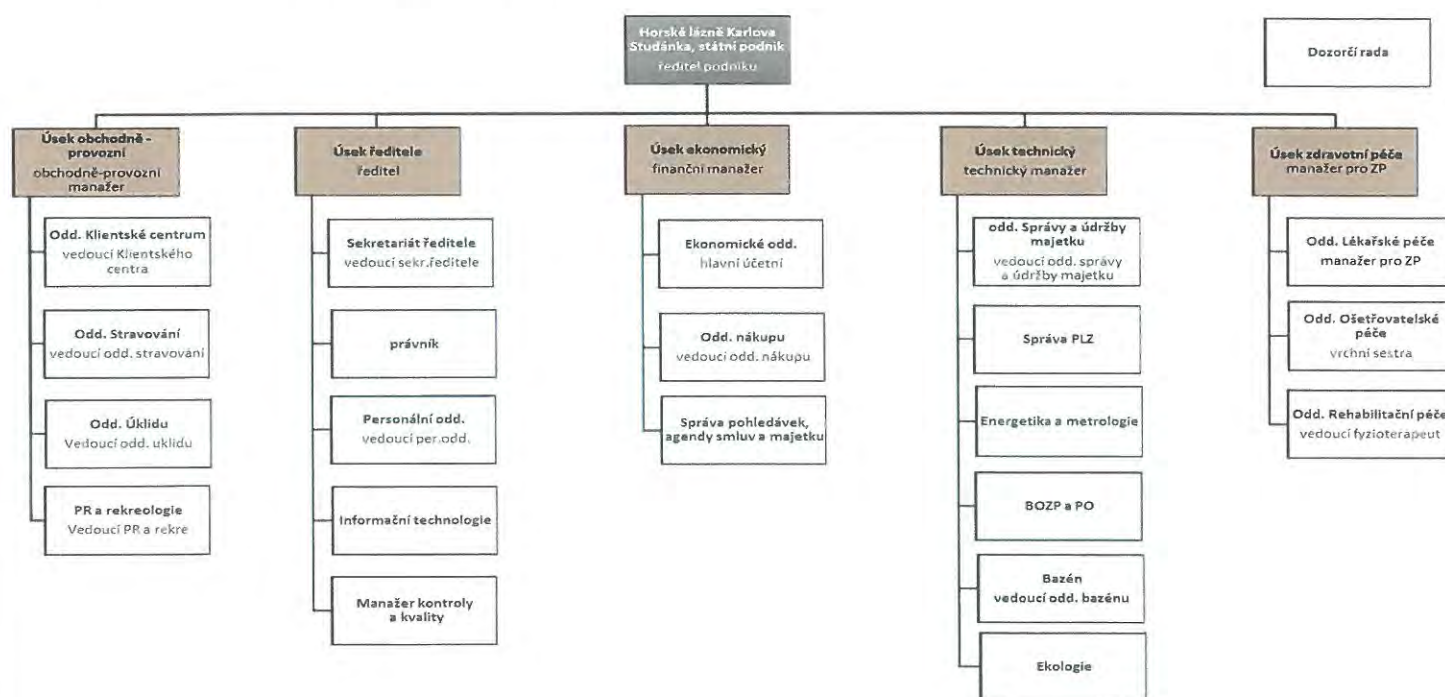 Horské lázně Karlova
Studánka, státní podnik
ředitel podniku
Dozorčí rada
Úsek obchodně -
provozní
obchodně-provozní
manažer
Odd. Klientské centrum
vedoucí Klientského
centra
Odd. Stravování
vedoucí odd. stravování
Odd. Úklidu
Vedoucí odd. uklidu
PR a rekreologie
Vedoucí PR a rekre
Úsek ředitele
ředitel
Sekretariát ředitele
vedoucí sekr.ředitele
právník
Personální odd.
vedoucí per.odd.
Informační technologie
Manažer kontroly
a kvality
Úsek ekonomický
finanční manažer
Ekonomické odd.
hlavní účetní
Odd. nákupu
vedoucí odd. nákupu
Správa pohledávek,
agendy smluv a majetku
Úsek technický
technický manažer
odd. Správy a údržby
majetku
vedoucí odd. správy
a údržby majetku
Správa PLZ
Energetika a metrologie
BOZP a PO
Bazén
vedoucí odd. bazénu
Ekologie
Úsek zdravotní péče
manažer pro ZP
Odd. Lékařské péče
manažer pro ZP
Odd. Ošetřovatelské
péče
vrchní sestra
Odd. Rehabilitační péče
vedoucí fyzioterapeut